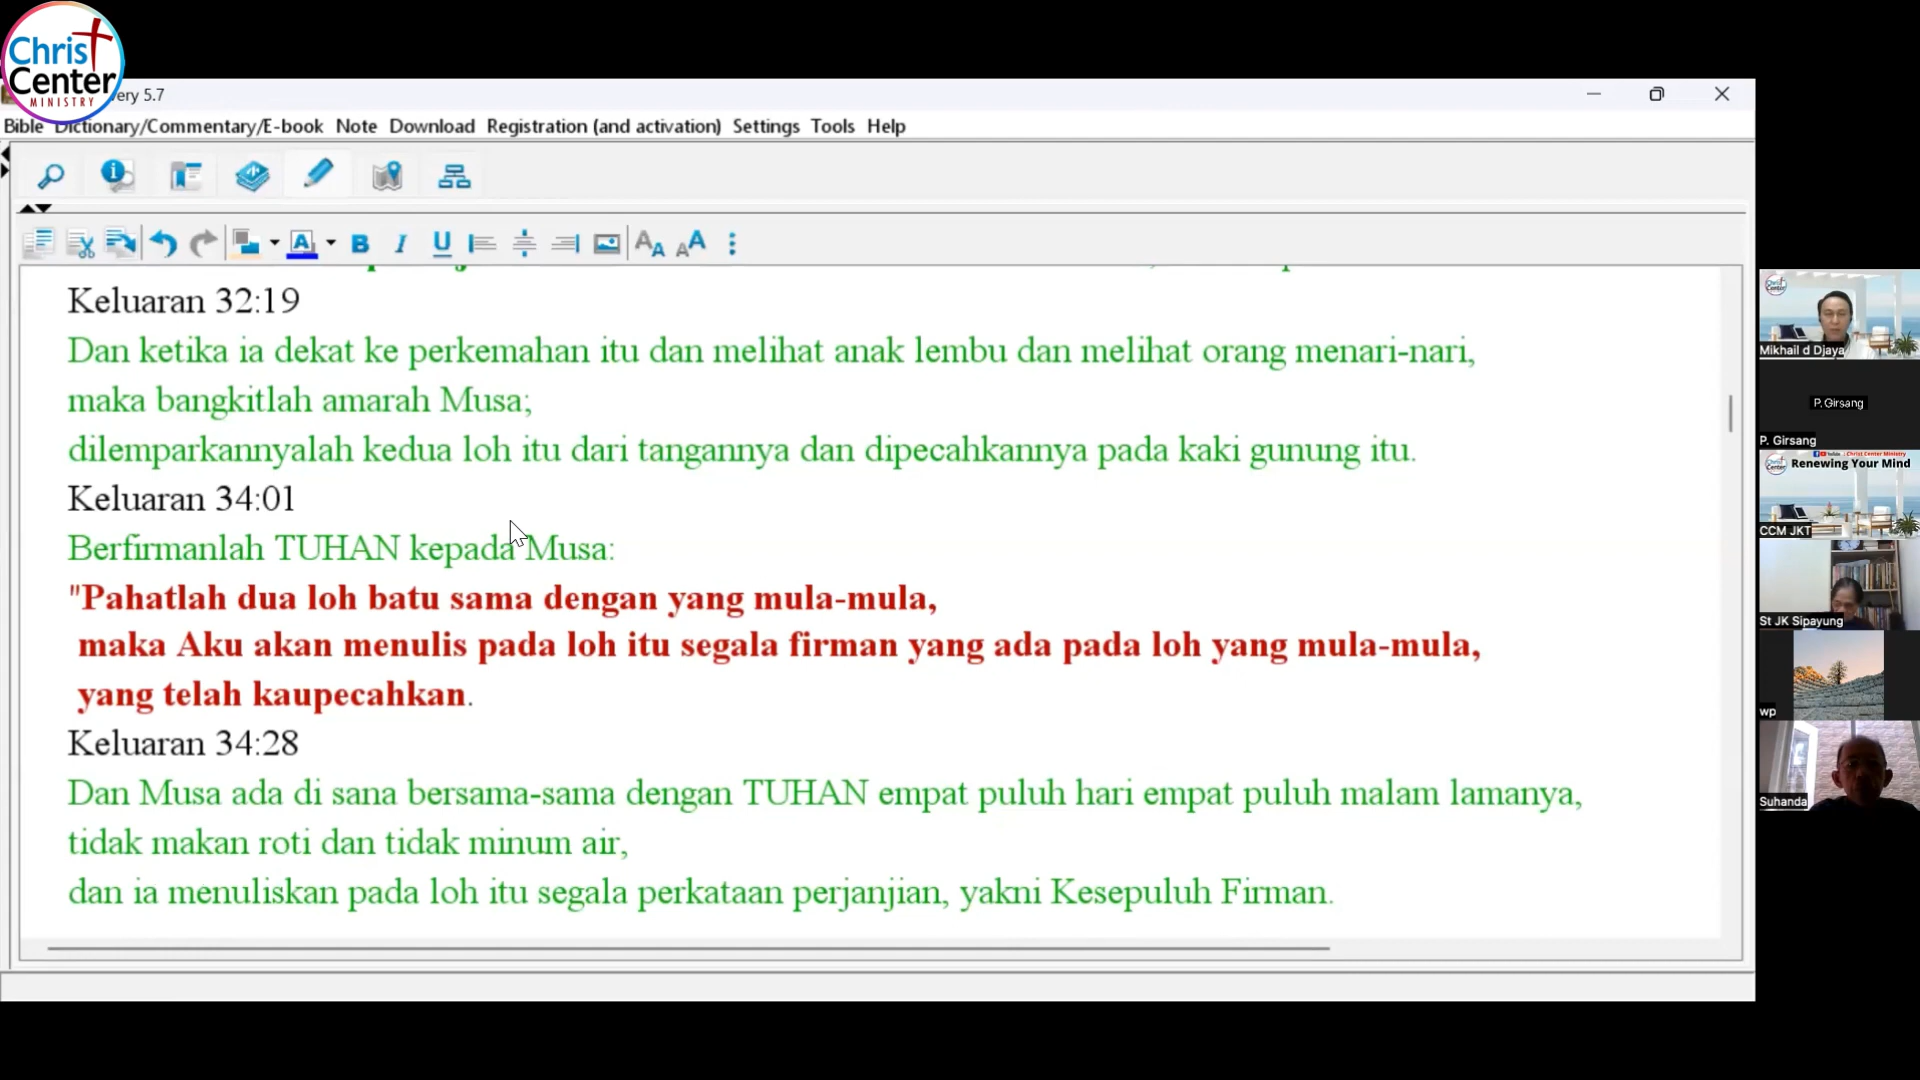 Christ
Center
MINISTRY
ery 5.7
Bible Dictionary/Commentary/E-book Note Download Registration (and activation) Settings Tools Help
Keluaran 32:19
Dan ketika ia dekat ke perkemahan itu dan melihat anak lembu dan melihat orang menari-nari,
maka bangkitlah amarah Musa;
dilemparkannyalah kedua loh itu dari tangannya dan dipecahkannya pada kaki gunung itu.
Keluaran 34:01
Berfirmanlah TUHAN kepada Musa:
"Pahatlah dua loh batu sama dengan yang mula-mula,
maka Aku akan menulis pada loh itu segala firman yang ada pada loh yang mula-mula,
yang telah kaupecahkan.
Keluaran 34:28
Dan Musa ada di sana bersama-sama dengan TUHAN empat puluh hari empat puluh malam lamanya,
tidak makan roti dan tidak minum air,
dan ia menuliskan pada loh itu segala perkataan perjanjian, yakni Kesepuluh Firman.
Mikhail d Djaya
P. Girsang
P. Girsang
Christ Center Ministry
Renewing Your Mind
CCM JKT
St JK Sipayung
wp
Suhanda